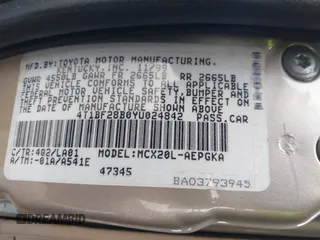 MFD.BY:TOYOTA MOTOR MANUFACTURING,
KENTUCKY,INC. 11/99
GVWR 4550LB GAWR FR 2665LB RR 2665LB
THIS VEHICLE CONFORMS TO ALL APPLICABLE
FEDERAL MOTOR VEHICLE SAFETY, BUMPER AND
THEFT PREVENTION STANDARDS IN EFFECT ON
THE DATE OF MANUFACTURE SHOWN ABOVE.
4T1BF28B0YU024842 PASS.CAR
C/TR:4Q2/LA01 MODEL:MCX20L-AEPGKA
A/TM:-01A/A541E
47345
BA03793945
DREAMBID